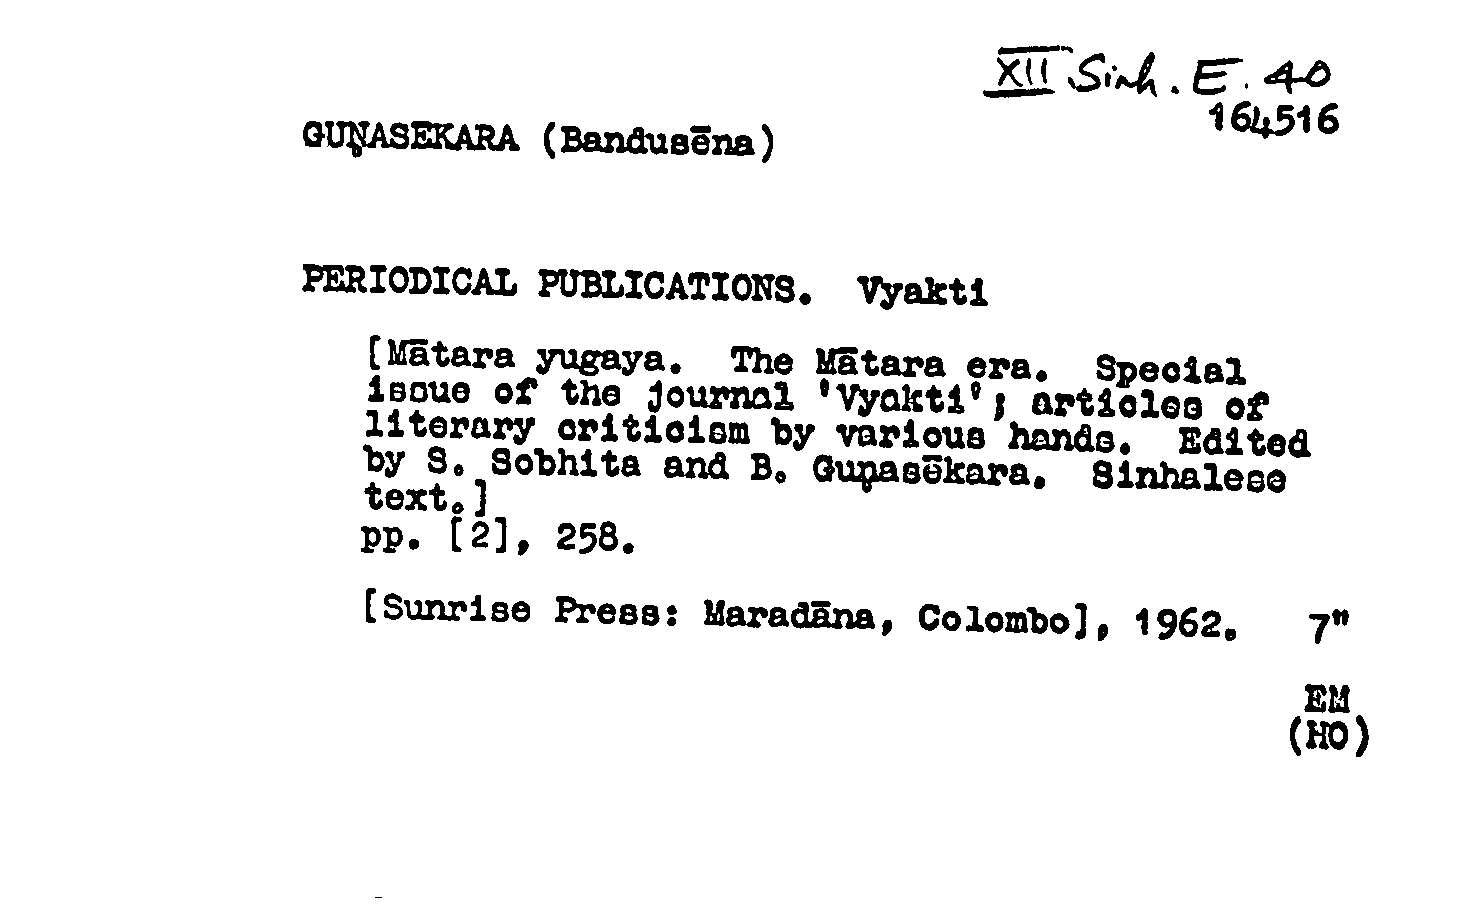 XII Sinh. E. 40
164516
GUṆASĒKARA (Bandusēna)
PERIODICAL PUBLICATIONS. Vyakti
[Mātara yugaya. The Mātara era. Special
issue of the journal 'Vyakti'; articles of
literary criticism by various hands. Edited
by S. Sobhita and B. Guṇasēkara. Sinhalese
text.]
pp. [2], 258.
[Sunrise Press: Maradāna, Colombo], 1962. 7"
EM
(HO)